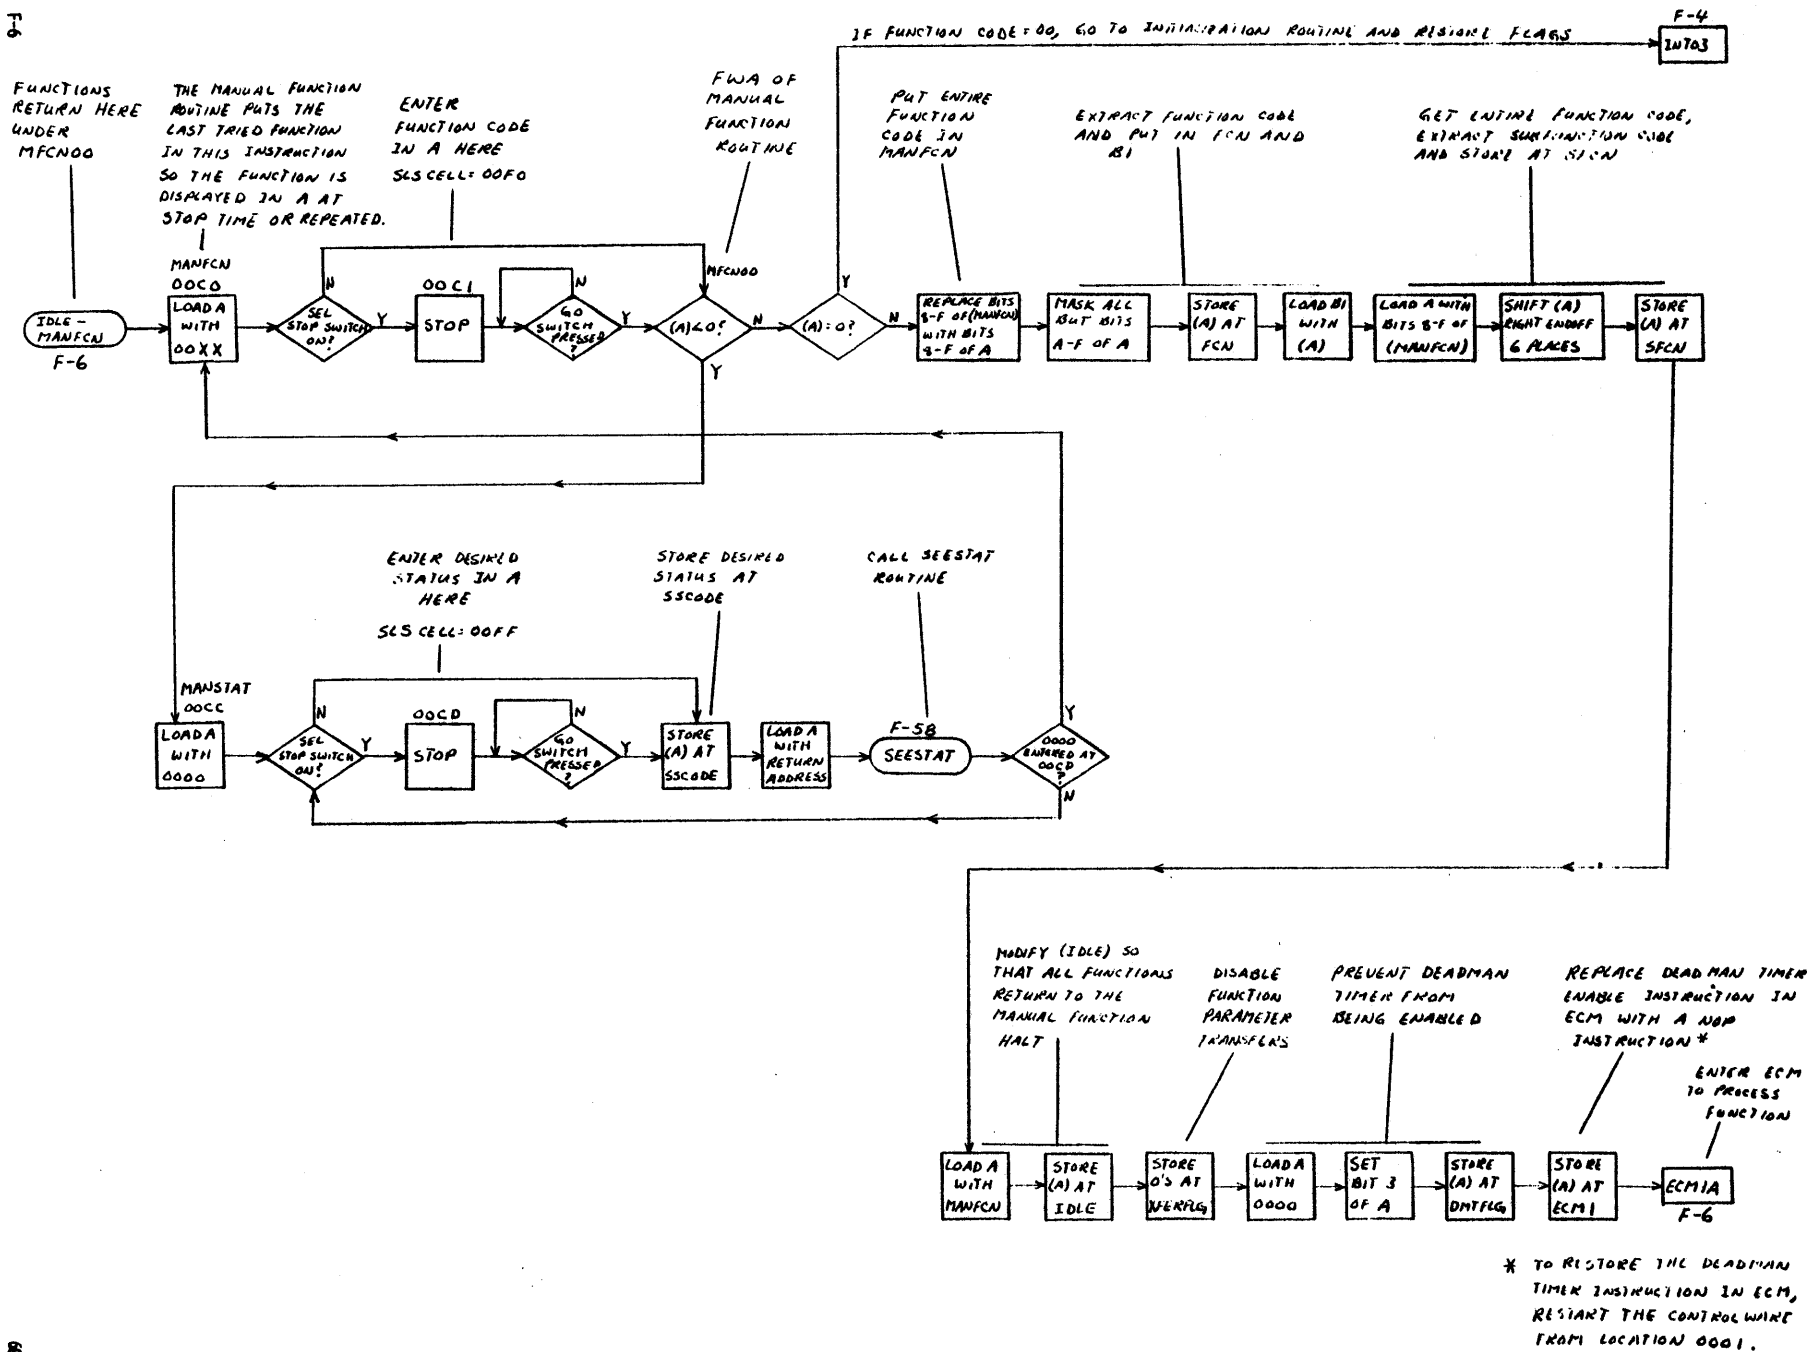 F-6
IF FUNCTION CODE=00, GO TO INITIALIZATION ROUTINE AND RESTORE FLAGS
F-4
INT03
FUNCTIONS
RETURN HERE
UNDER
MFCN00
THE MANUAL FUNCTION
ROUTINE PUTS THE
LAST TRIED FUNCTION
IN THIS INSTRUCTION
SO THE FUNCTION IS
DISPLAYED IN A AT
STOP TIME OR REPEATED.
ENTER
FUNCTION CODE
IN A HERE
SLS CELL=00F0
FWA OF
MANUAL
FUNCTION
ROUTINE
PUT ENTIRE
FUNCTION
CODE IN
MANFCN
EXTRACT FUNCTION CODE
AND PUT IN FCN AND
B1
GET ENTIRE FUNCTION CODE,
EXTRACT SUBFUNCTION CODE
AND STORE AT SFCN
IDLE-
MANFCN
F-6
MANFCN
00C0
LOAD A
WITH
00XX
N
SEL
STOP SWITCH
ON?
Y
00C1
STOP
N
GO
SWITCH
PRESSED
?
Y
MFCN00
(A)<0?
N
Y
Y
(A)=0?
N
REPLACE BITS
8-F OF (MANFCN)
WITH BITS
8-F OF A
MASK ALL
BUT BITS
A-F OF A
STORE
(A) AT
FCN
LOAD B1
WITH
(A)
LOAD A WITH
BITS 8-F OF
(MANFCN)
SHIFT (A)
RIGHT ENDOFF
6 PLACES
STORE
(A) AT
SFCN
ENTER DESIRED
STATUS IN A
HERE
SLS CELL=00FF
STORE DESIRED
STATUS AT
SSCODE
CALL SEESTAT
ROUTINE
MANSTAT
00CC
LOAD A
WITH
0000
N
SEL
STOP SWITCH
ON?
Y
00CD
STOP
N
GO
SWITCH
PRESSED
?
Y
STORE
(A) AT
SSCODE
LOAD A
WITH
RETURN
ADDRESS
F-58
SEESTAT
Y
0000
ENTERED AT
00CD
?
N
MODIFY (IDLE) SO
THAT ALL FUNCTIONS
RETURN TO THE
MANUAL FUNCTION
HALT
DISABLE
FUNCTION
PARAMETER
TRANSFERS
PREVENT DEADMAN
TIMER FROM
BEING ENABLED
REPLACE DEADMAN TIMER
ENABLE INSTRUCTION IN
ECM WITH A NOP
INSTRUCTION *
ENTER ECM
TO PROCESS
FUNCTION
LOAD A
WITH
MANFCN
STORE
(A) AT
IDLE
STORE
0'S AT
XFERFLG
LOAD A
WITH
0000
SET
BIT 3
OF A
STORE
(A) AT
DMTFLG
STORE
(A) AT
ECM1
ECM1A
F-6
* TO RESTORE THE DEADMAN
TIMER INSTRUCTION IN ECM,
RESTART THE CONTROLWARE
FROM LOCATION 0001.